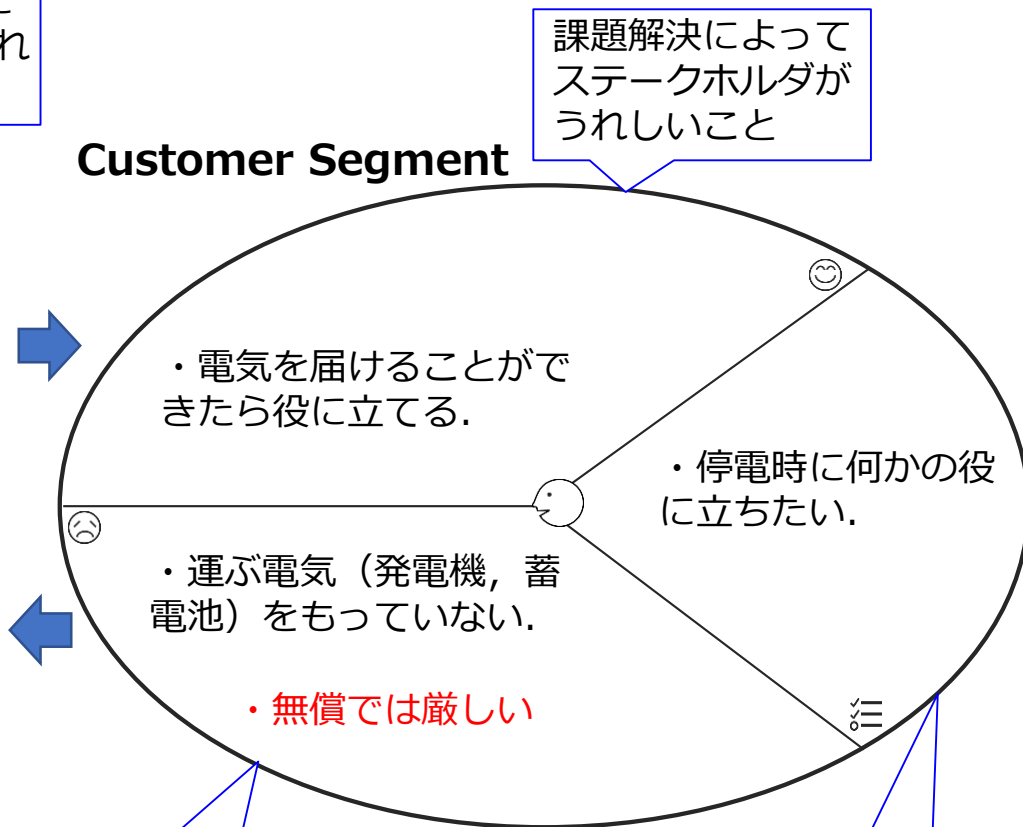 れ
課題解決によって
ステークホルダが
うれしいこと
Customer Segment
・電気を届けることがで
きたら役に立てる.
・停電時に何かの役
に立ちたい.
・運ぶ電気（発電機，蓄
電池）をもっていない.
・無償では厳しい